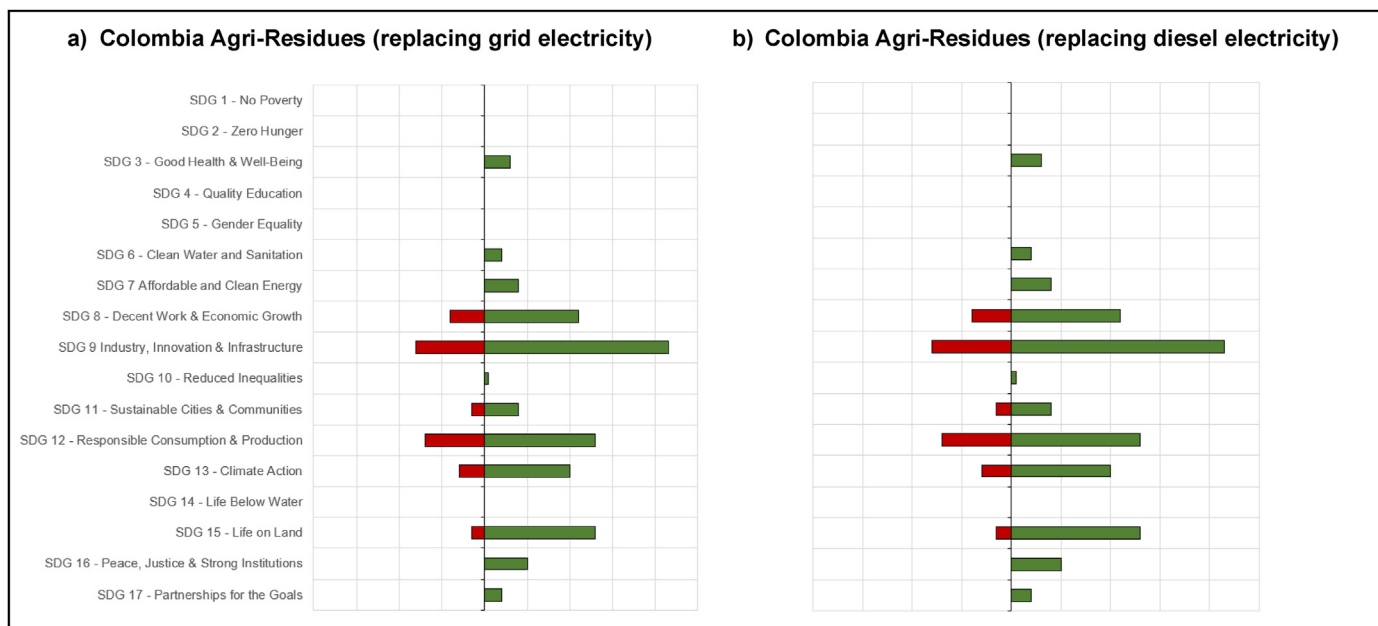 a) Colombia Agri-Residues (replacing grid electricity)
b) Colombia Agri-Residues (replacing diesel electricity)
SDG 1 - No Poverty
SDG 2 - Zero Hunger
SDG 3 - Good Health & Well-Being
SDG 4 - Quality Education
SDG 5 - Gender Equality
SDG 6 - Clean Water and Sanitation
SDG 7 Affordable and Clean Energy
SDG 8 - Decent Work & Economic Growth
SDG 9 Industry, Innovation & Infrastructure
SDG 10 - Reduced Inequalities
SDG 11 - Sustainable Cities & Communities
SDG 12 - Responsible Consumption & Production
SDG 13 - Climate Action
SDG 14 - Life Below Water
SDG 15 - Life on Land
SDG 16 - Peace, Justice & Strong Institutions
SDG 17 - Partnerships for the Goals